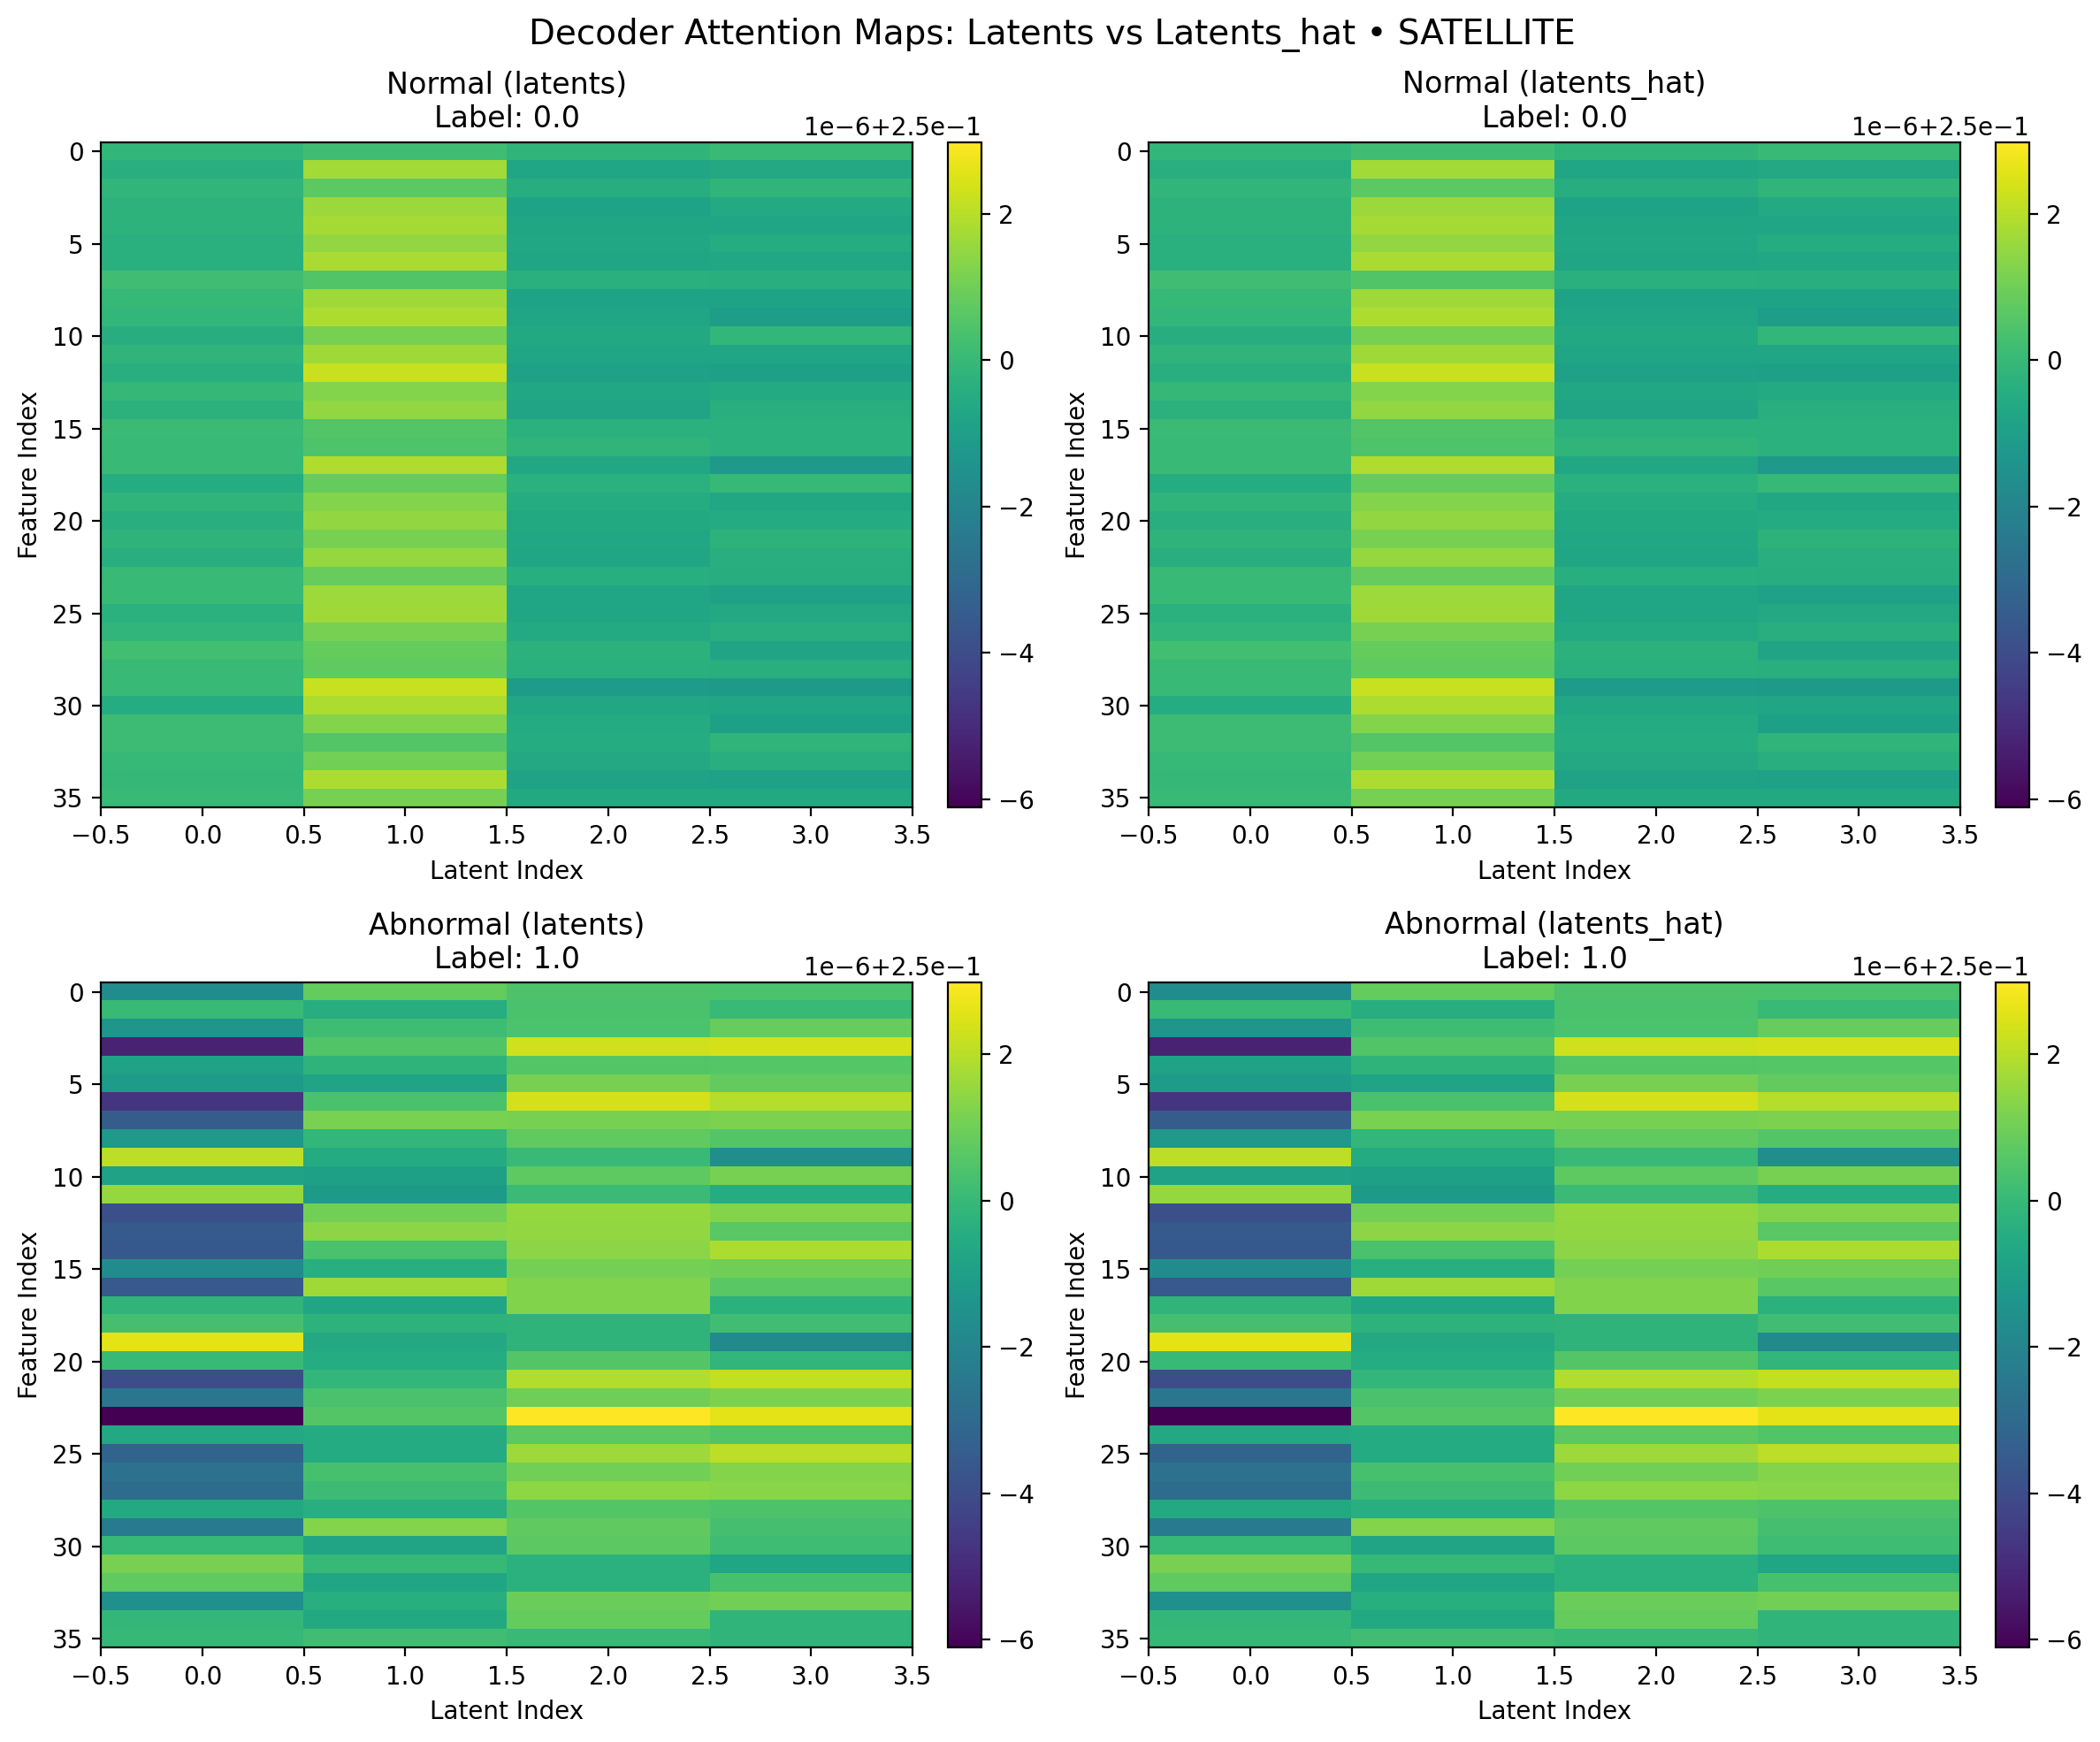 Decoder Attention Maps: Latents vs Latents_hat • SATELLITE
Normal (latents)
Label: 0.0
1e−6+2.5e−1
0
5
10
15
20
25
30
35
Feature Index
−0.5 0.0 0.5 1.0 1.5 2.0 2.5 3.0 3.5
Latent Index
2
0
−2
−4
−6
Normal (latents_hat)
Label: 0.0
1e−6+2.5e−1
0
5
10
15
20
25
30
35
Feature Index
−0.5 0.0 0.5 1.0 1.5 2.0 2.5 3.0 3.5
Latent Index
2
0
−2
−4
−6
Abnormal (latents)
Label: 1.0
1e−6+2.5e−1
0
5
10
15
20
25
30
35
Feature Index
−0.5 0.0 0.5 1.0 1.5 2.0 2.5 3.0 3.5
Latent Index
2
0
−2
−4
−6
Abnormal (latents_hat)
Label: 1.0
1e−6+2.5e−1
0
5
10
15
20
25
30
35
Feature Index
−0.5 0.0 0.5 1.0 1.5 2.0 2.5 3.0 3.5
Latent Index
2
0
−2
−4
−6